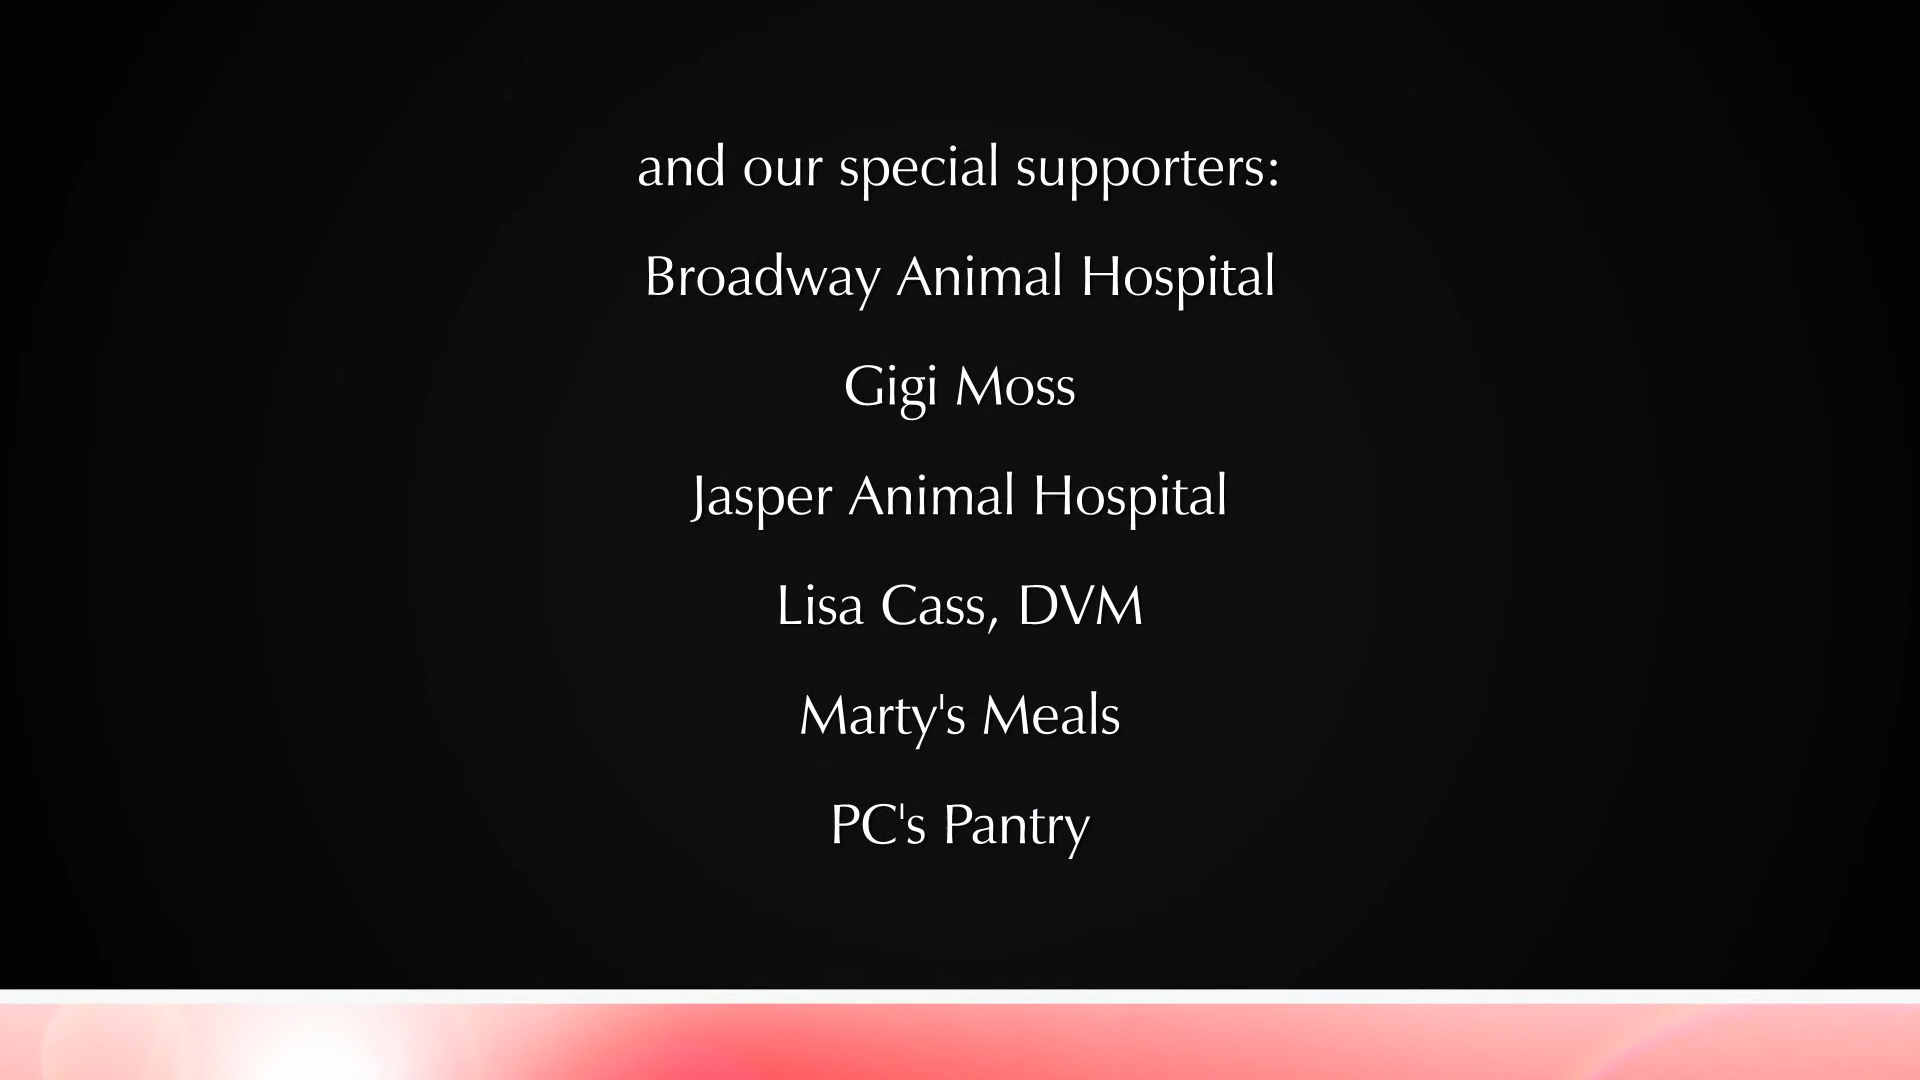 and our special supporters:
Broadway Animal Hospital
Gigi Moss
Jasper Animal Hospital
Lisa Cass, DVM
Marty's Meals
PC's Pantry